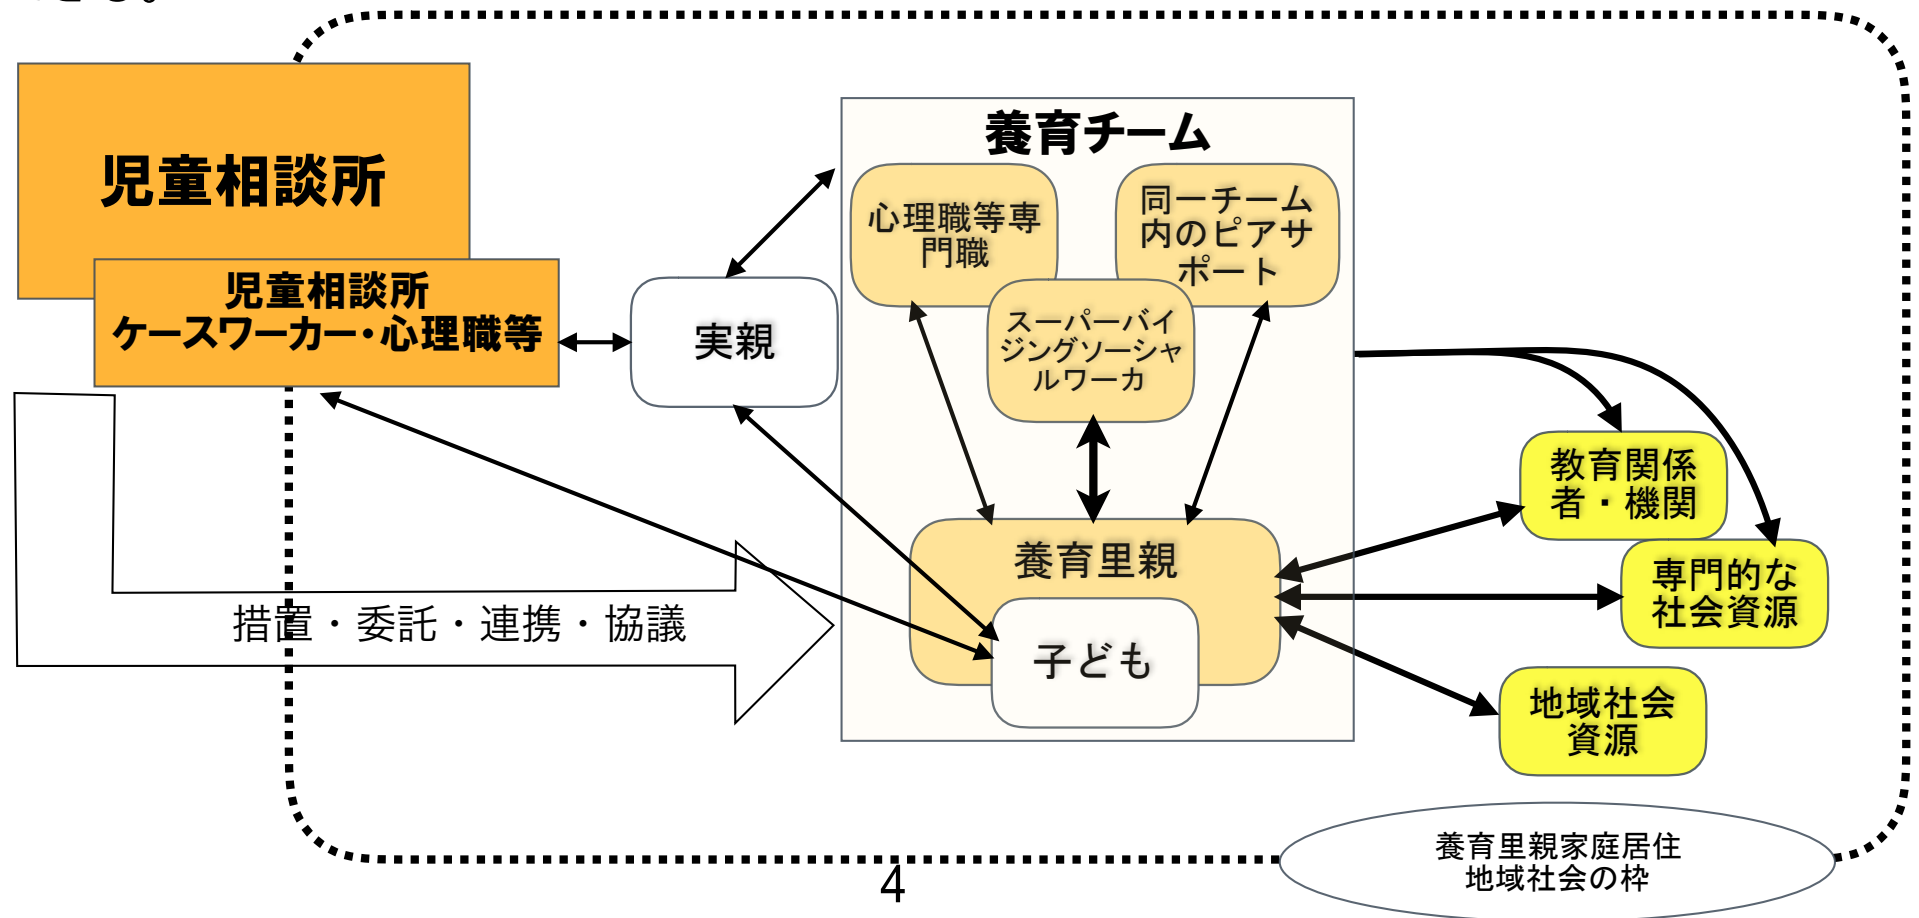 児童相談所
児童相談所
ケースワーカー・心理職等
実親
養育チーム
心理職等専
門職
同一チーム
内のピアサ
ポート
スーパーバイ
ジングソーシャ
ルワーカ
養育里親
子ども
措置・委託・連携・協議
教育関係
者・機関
専門的な
社会資源
地域社会
資源
養育里親家庭居住
地域社会の枠
4